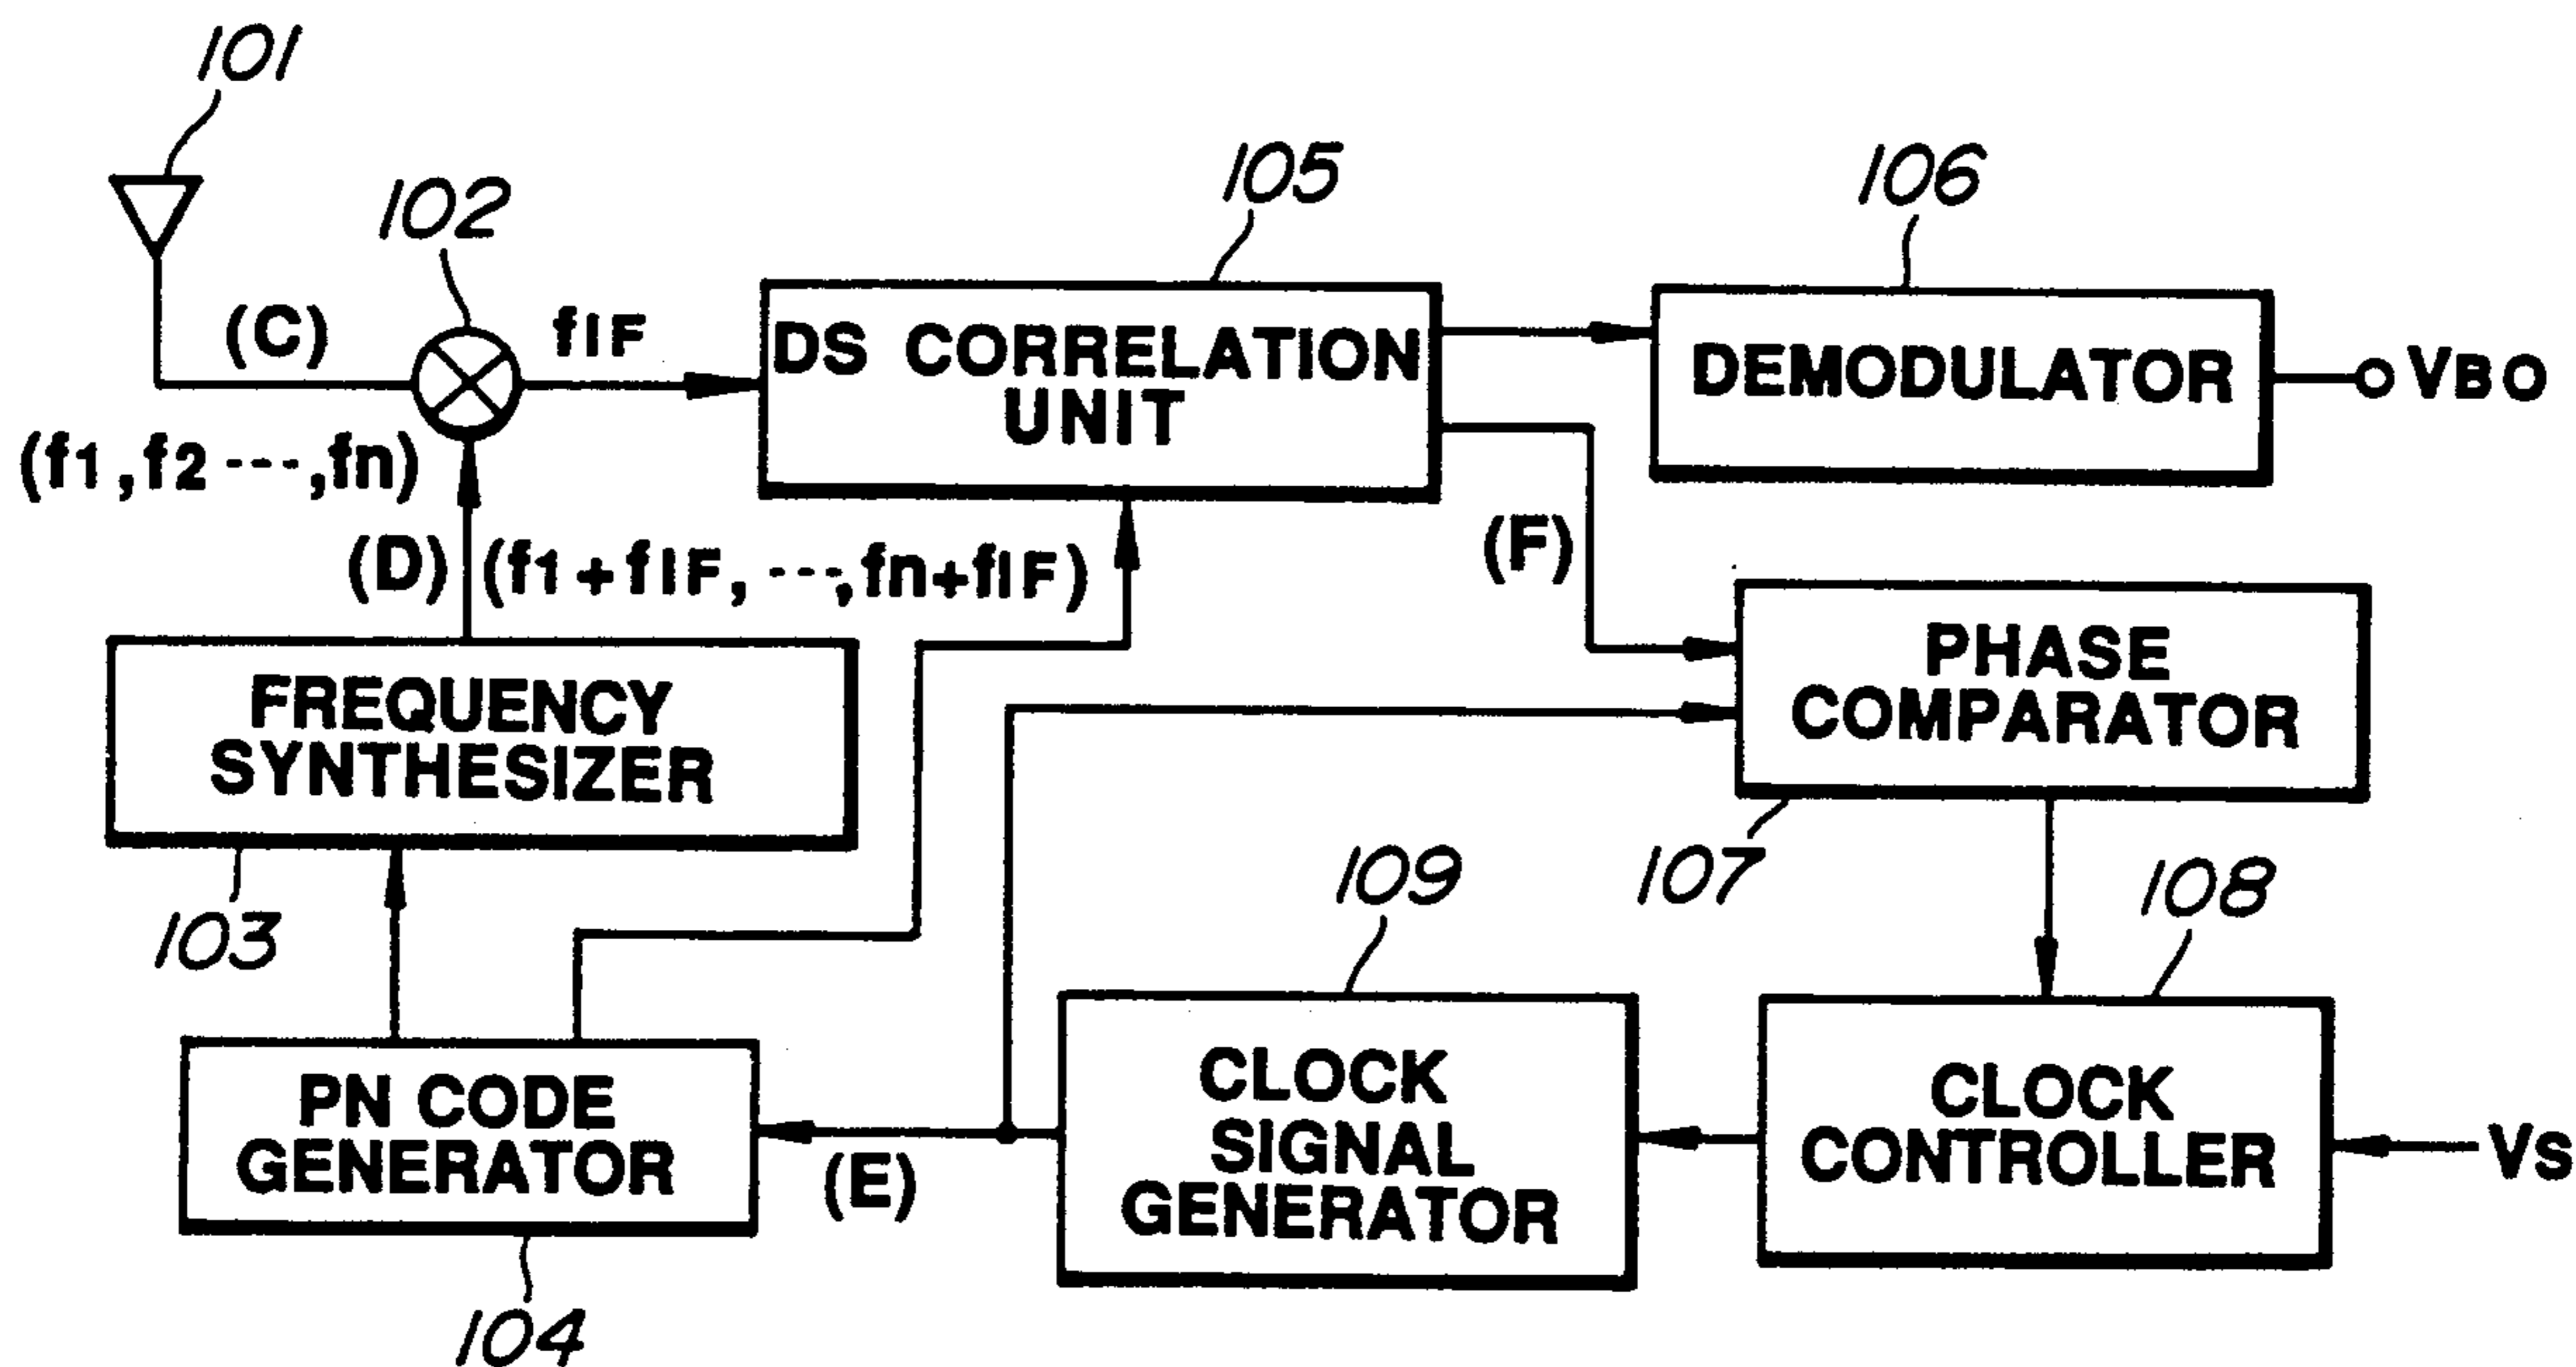 101
102
105
106
(C)
fIF
DS CORRELATION
UNIT
DEMODULATOR
VBO
(f1,f2---,fn)
(D)
(f1+fIF, ---,fn+fIF)
(F)
FREQUENCY
SYNTHESIZER
PHASE
COMPARATOR
103
107
109
108
PN CODE
GENERATOR
(E)
CLOCK
SIGNAL
GENERATOR
CLOCK
CONTROLLER
VS
104